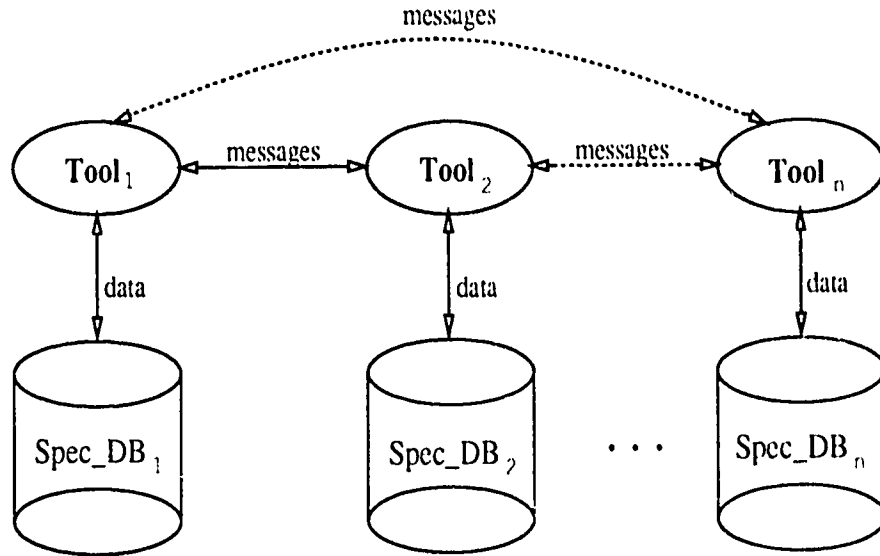 messages
Tool 1
messages
Tool 2
messages
Tool n
data
data
data
Spec_DB 1
Spec_DB 2
. . .
Spec_DB n